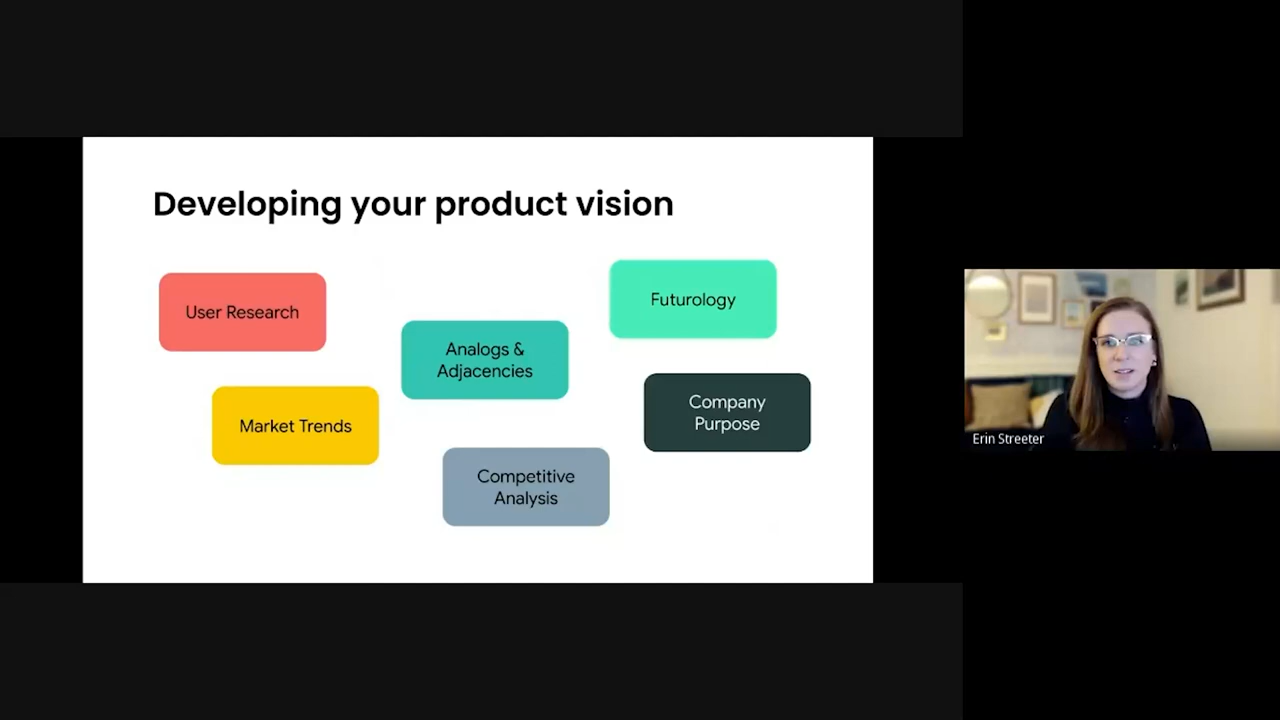 Developing your product vision
User Research
Market Trends
Analogs &
Adjacencies
Competitive
Analysis
Futurology
Company
Purpose
Erin Streeter